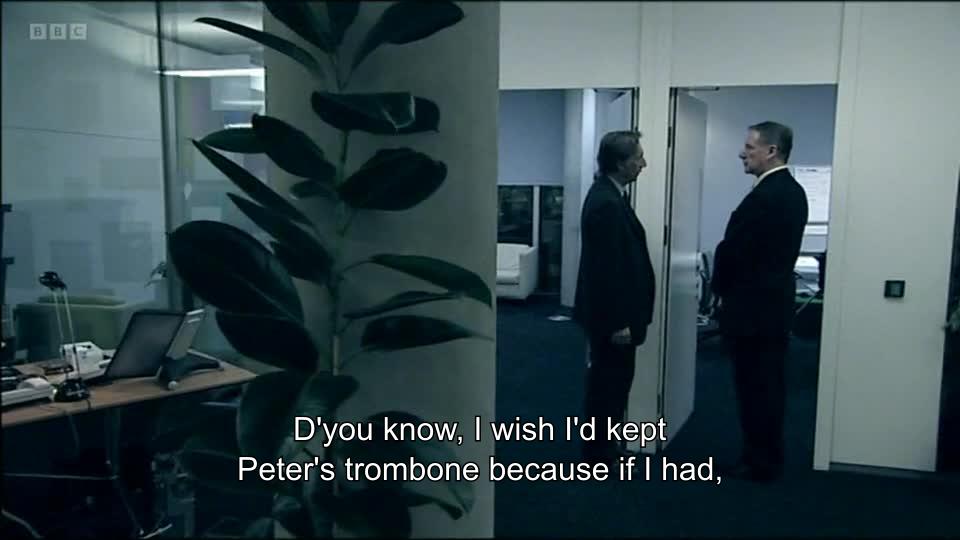 BBC
D'you know, I wish I'd kept
Peter's trombone because if I had,